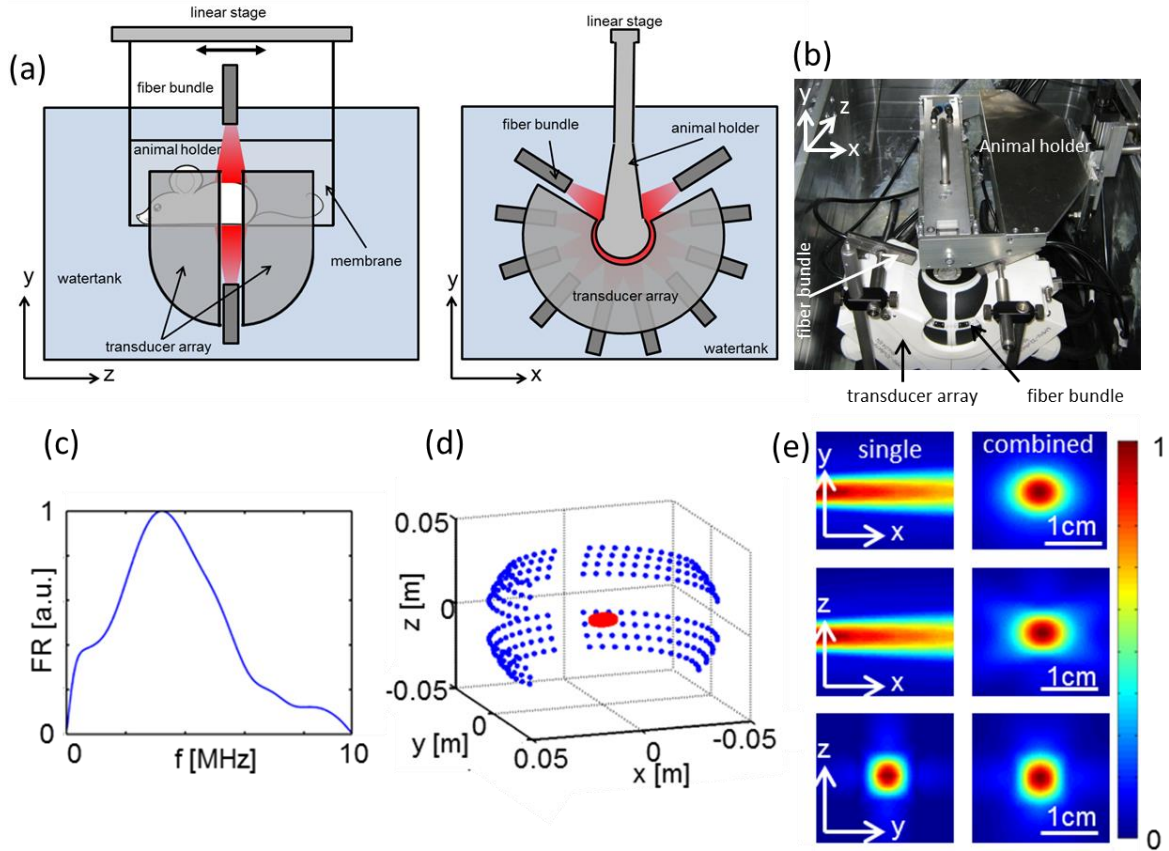 (a)
linear stage
fiber bundle
animal holder
membrane
watertank
transducer array
y
z
linear stage
fiber bundle
animal holder
transducer array
watertank
y
x
(b)
y
z
x
Animal holder
fiber bundle
transducer array
fiber bundle
(c)
1
FR [a.u.]
0
0
10
f [MHz]
(d)
0.05
z [m]
0
-0.05
0
y [m]
0.05
0
x [m]
-0.05
(e)
single
combined
1
y
x
1cm
z
x
1cm
z
y
1cm
0